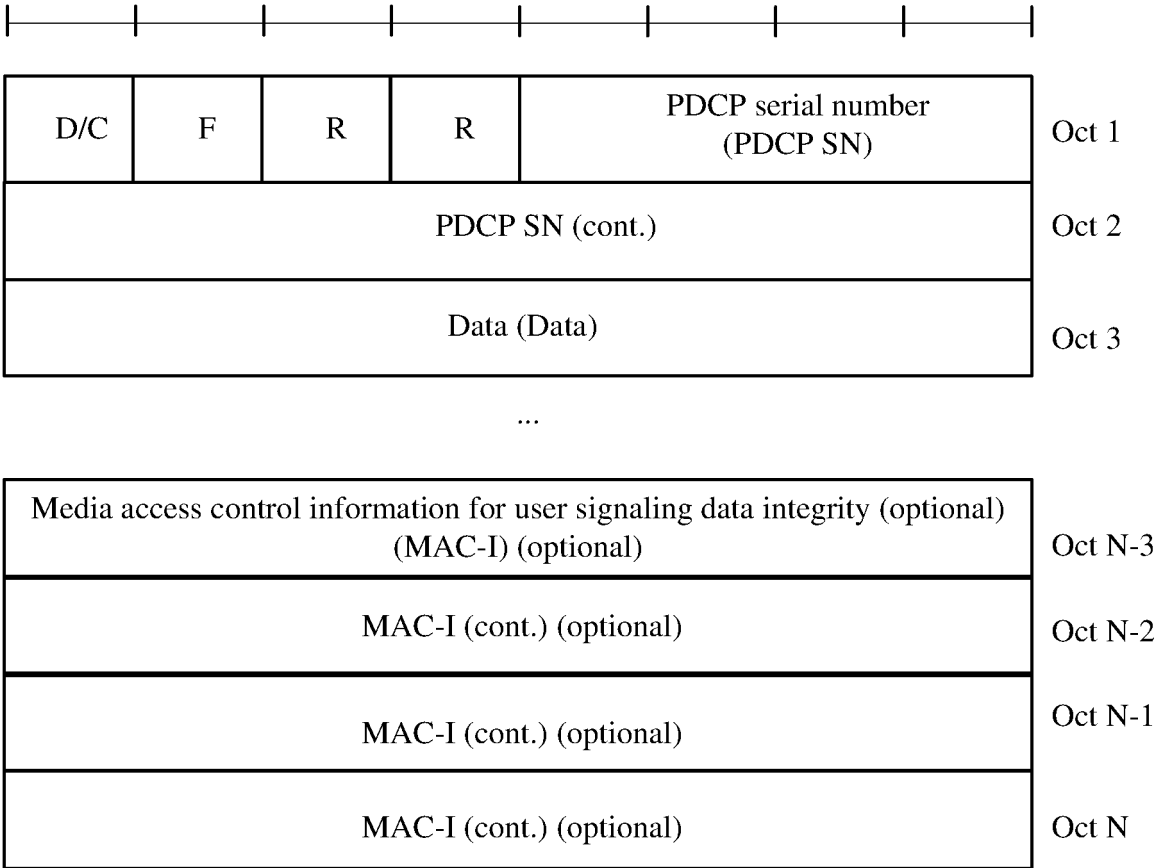 D/C F R R PDCP serial number
(PDCP SN) Oct 1
PDCP SN (cont.) Oct 2
Data (Data) Oct 3
...
Media access control information for user signaling data integrity (optional)
(MAC-I) (optional) Oct N-3
MAC-I (cont.) (optional) Oct N-2
MAC-I (cont.) (optional) Oct N-1
MAC-I (cont.) (optional) Oct N